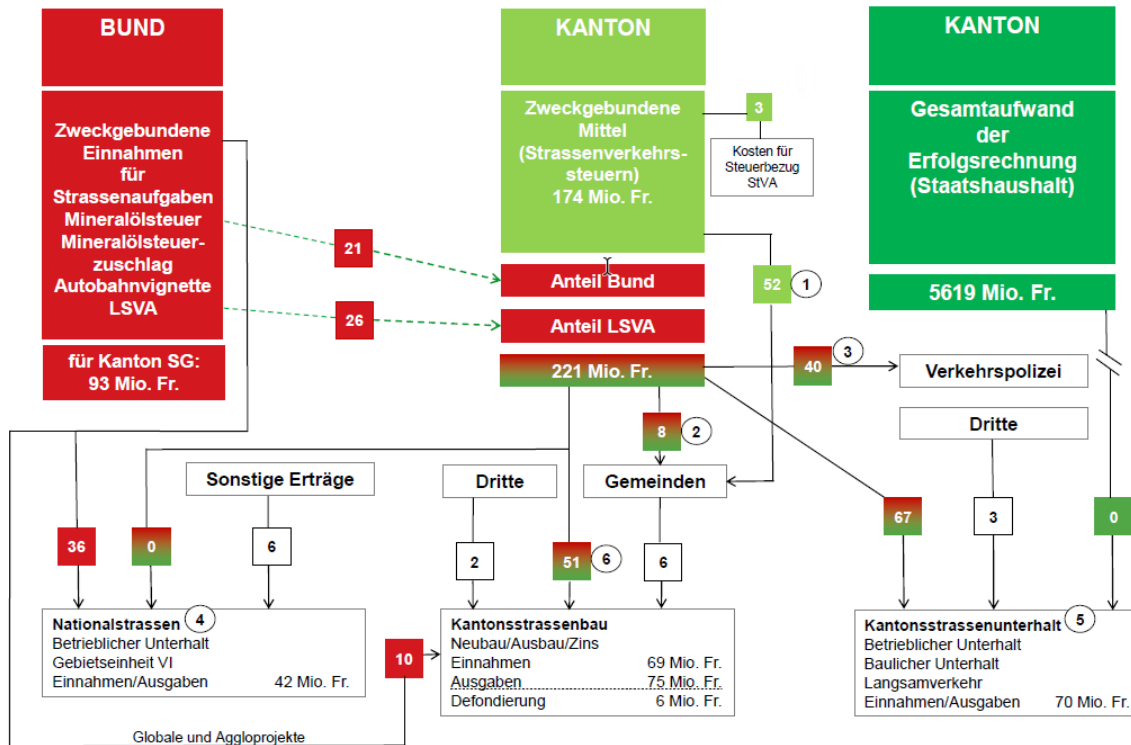 BUND
Zweckgebundene
Einnahmen
für
Strassenaufgaben
Mineralölsteuer
Mineralölsteuer-
zuschlag
Autobahnvignette
LSVA
für Kanton SG:
93 Mio. Fr.
21
26
KANTON
Zweckgebundene
Mittel
(Strassenverkehrs-
steuern)
174 Mio. Fr.
3
Kosten für
Steuerbezug
StVA
Anteil Bund
Anteil LSVA
221 Mio. Fr.
52
1
KANTON
Gesamtaufwand
der
Erfolgsrechnung
(Staatshaushalt)
5619 Mio. Fr.
40
3
Verkehrspolizei
8
2
Dritte
Sonstige Erträge
Dritte
Gemeinden
36
0
6
2
51
6
6
67
3
0
Nationalstrassen
4
Betrieblicher Unterhalt
Gebietseinheit VI
Einnahmen/Ausgaben 42 Mio. Fr.
10
Kantonsstrassenbau
Neubau/Ausbau/Zins
Einnahmen 69 Mio. Fr.
Ausgaben 75 Mio. Fr.
Defondierung 6 Mio. Fr.
Kantonsstrassenunterhalt
5
Betrieblicher Unterhalt
Baulicher Unterhalt
Langsamverkehr
Einnahmen/Ausgaben 70 Mio. Fr.
Globale und Aggloprojekte